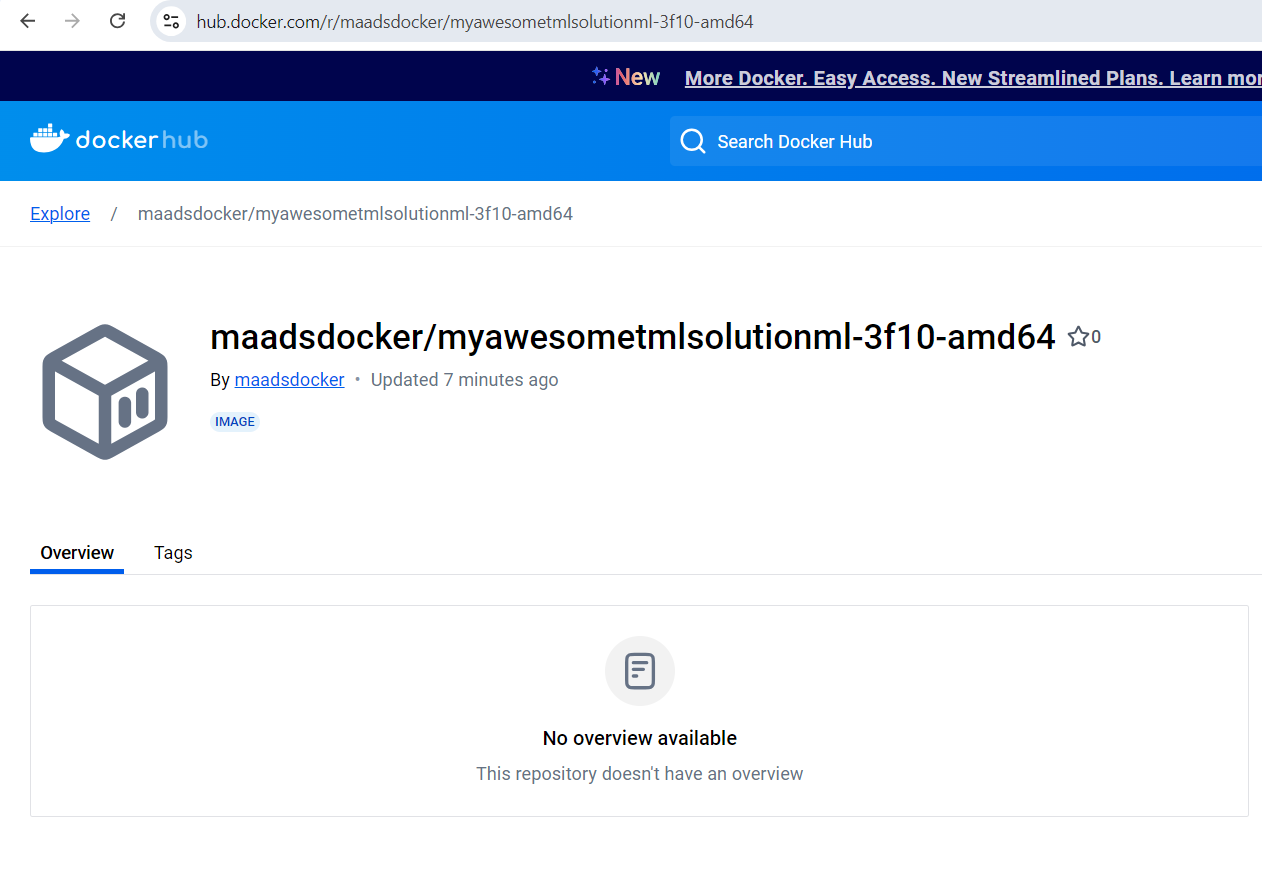 hub.docker.com/r/maadsdocker/myawesometmlsolutionml-3f10-amd64
New More Docker. Easy Access. New Streamlined Plans. Learn mor
dockerhub
Search Docker Hub
Explore / maadsdocker/myawesometmlsolutionml-3f10-amd64
maadsdocker/myawesometmlsolutionml-3f10-amd64 0
By maadsdocker • Updated 7 minutes ago
IMAGE
Overview Tags
No overview available
This repository doesn't have an overview